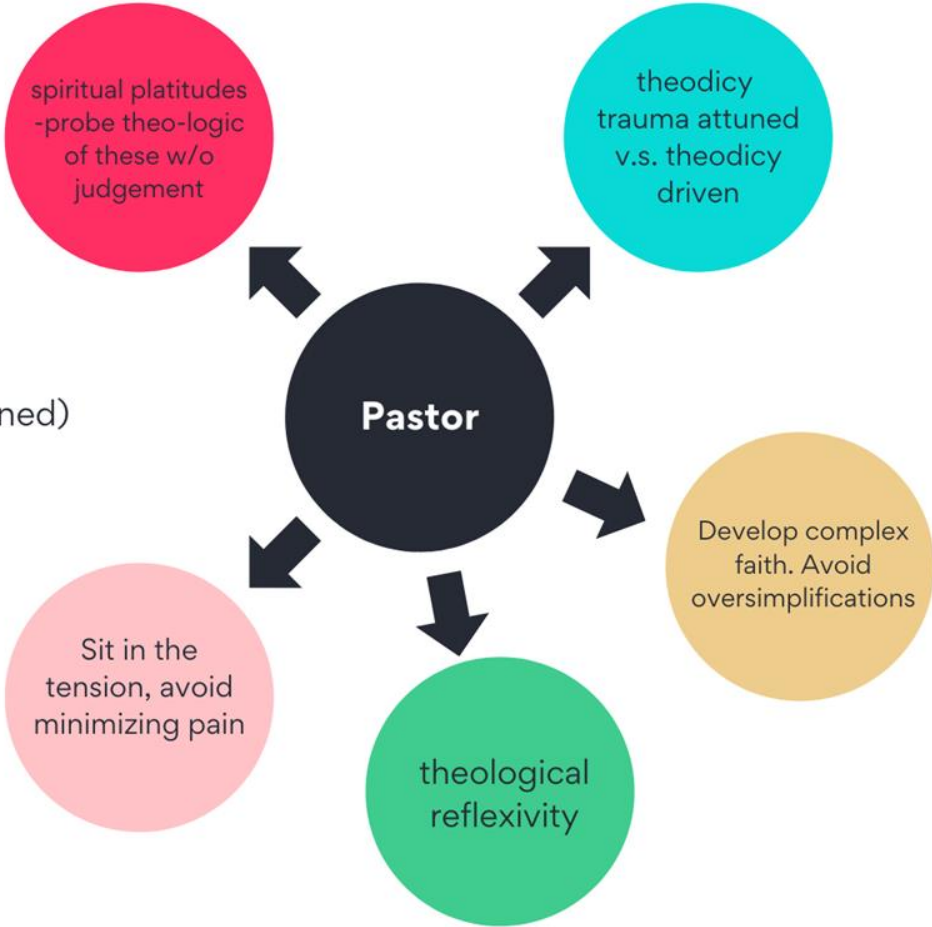 spiritual platitudes
-probe theo-logic
of these w/o
judgement
theodicy
trauma attuned
v.s. theodicy
driven
Pastor
ned)
Develop complex
faith. Avoid
oversimplifications
Sit in the
tension, avoid
minimizing pain
theological
reflexivity